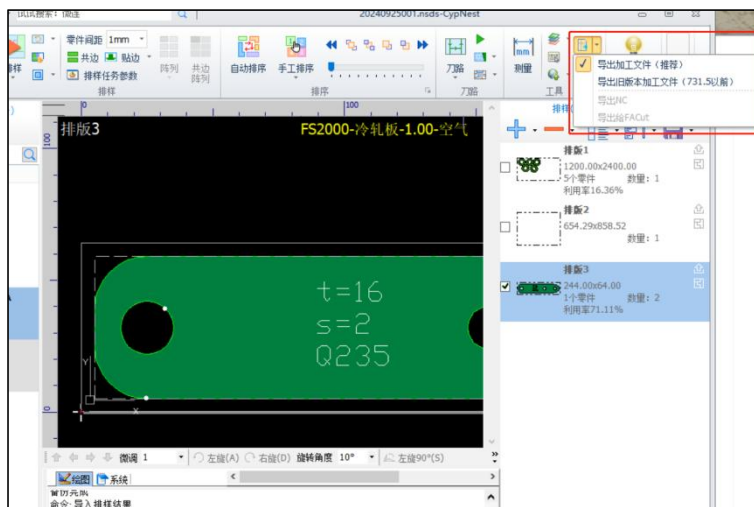 20240925001.nsds-CypNest
零件间距 1mm
共边 贴边
排样任务参数
排样
阵列
共边
阵列
自动排序
手工排序
排序
刀路
刀路
测量
工具
导出加工文件（推荐）
导出旧版本加工文件（731.5以前）
导出NC
导出给FACut
0
100
排版3
FS2000-冷轧板-1.00-空气
100
t=16
s=2
Q235
Y
X
0
排版1
1200.00x2400.00
5个零件 数量: 1
利用率16.36%
排版2
654.29x858.52
数量: 1
排版3
244.00x64.00
1个零件 数量: 2
利用率71.11%
微调 1 左旋(A) 右旋(D) 旋转角度 10° 左旋90°(S)
绘图 系统
命令:导入排样结果